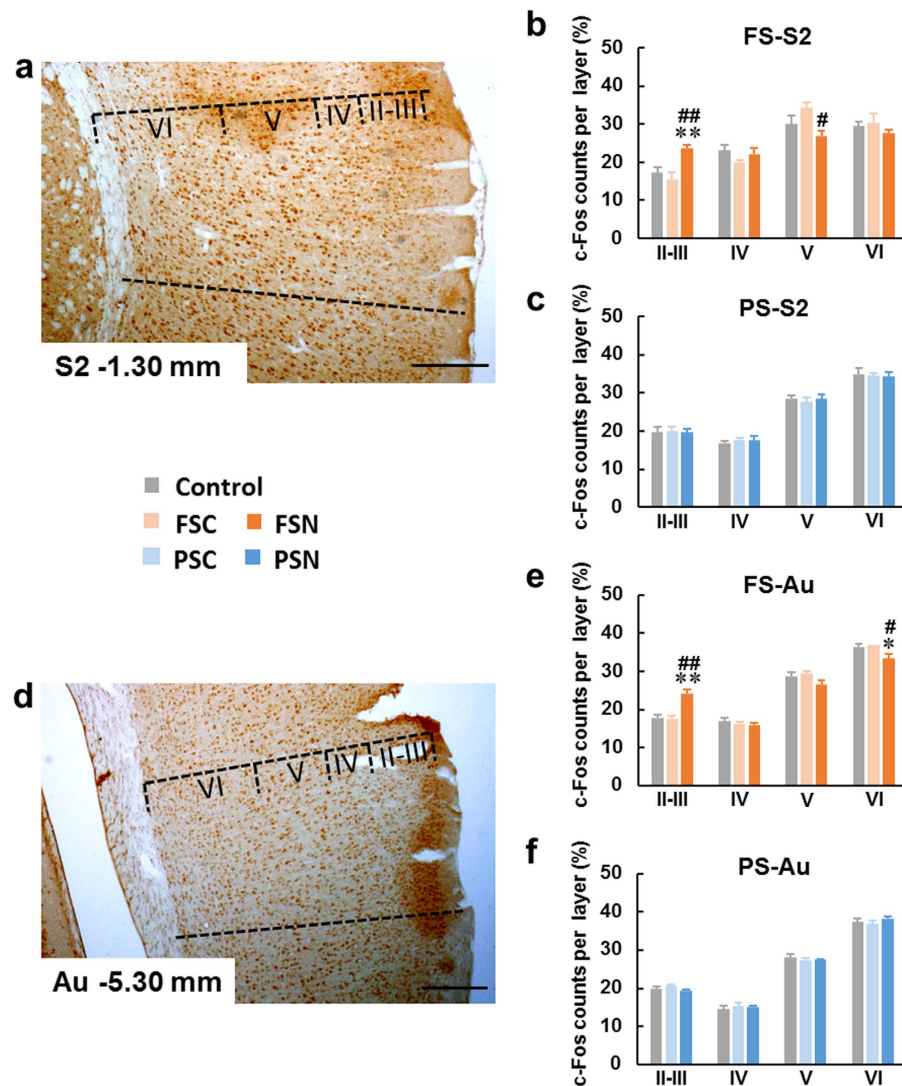 a
VI V IV II-III
S2 -1.30 mm
Control
FSC FSN
PSC PSN
d
VI V IV II-III
Au -5.30 mm
b
FS-S2
c-Fos counts per layer (%)
50
40
30
20
10
0
##
**
#
II-III IV V VI
c
PS-S2
c-Fos counts per layer (%)
50
40
30
20
10
0
II-III IV V VI
e
FS-Au
c-Fos counts per layer (%)
50
40
30
20
10
0
##
**
#
*
II-III IV V VI
f
PS-Au
c-Fos counts per layer (%)
50
40
30
20
10
0
II-III IV V VI